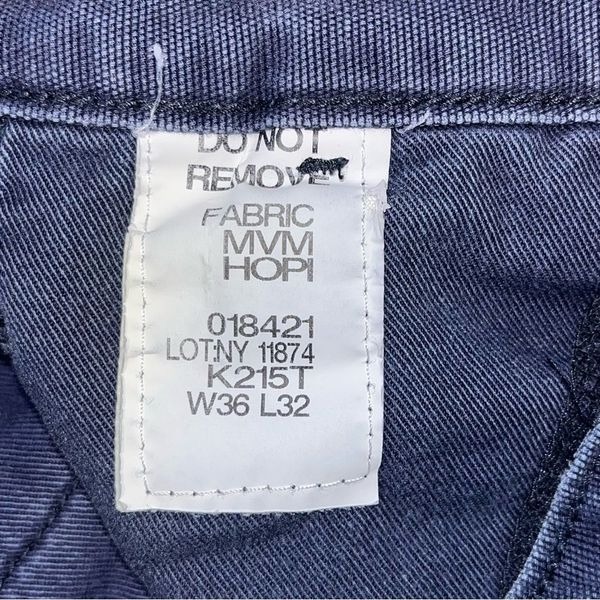 DO NOT
REMOVE
FABRIC
MVM
HOPI
018421
LOT:NY 11874
K215T
W36 L32